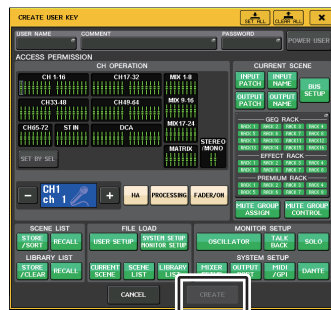 CREATE USER KEY
SET ALL CLEAR ALL
USER NAME COMMENT PASSWORD
POWER USER
ACCESS PERMISSION
CH OPERATION CURRENT SCENE
CH 1-16 CH17-32 MIX 1-8
INPUT PATCH INPUT NAME BUS SETUP
CH33-48 CH49-64 MIX 9-16
OUTPUT PATCH OUTPUT NAME
CH65-72 ST IN DCA MIX17-24
GEQ RACK
STEREO /MONO
MATRIX
SET BY SEL
EFFECT RACK
PREMIUM RACK
CH1
ch 1
HA PROCESSING FADER/ON
MUTE GROUP ASSIGN MUTE GROUP CONTROL
SCENE LIST FILE LOAD MONITOR SETUP
STORE /SORT RECALL USER SETUP SYSTEM SETUP MONITOR SETUP OSCILLATOR TALK BACK SOLO
LIBRARY LIST SYSTEM SETUP
STORE /CLEAR RECALL CURRENT SCENE SCENE LIST LIBRARY LIST MIXER OUTPUT MIDI /GPI DANTE
CANCEL CREATE